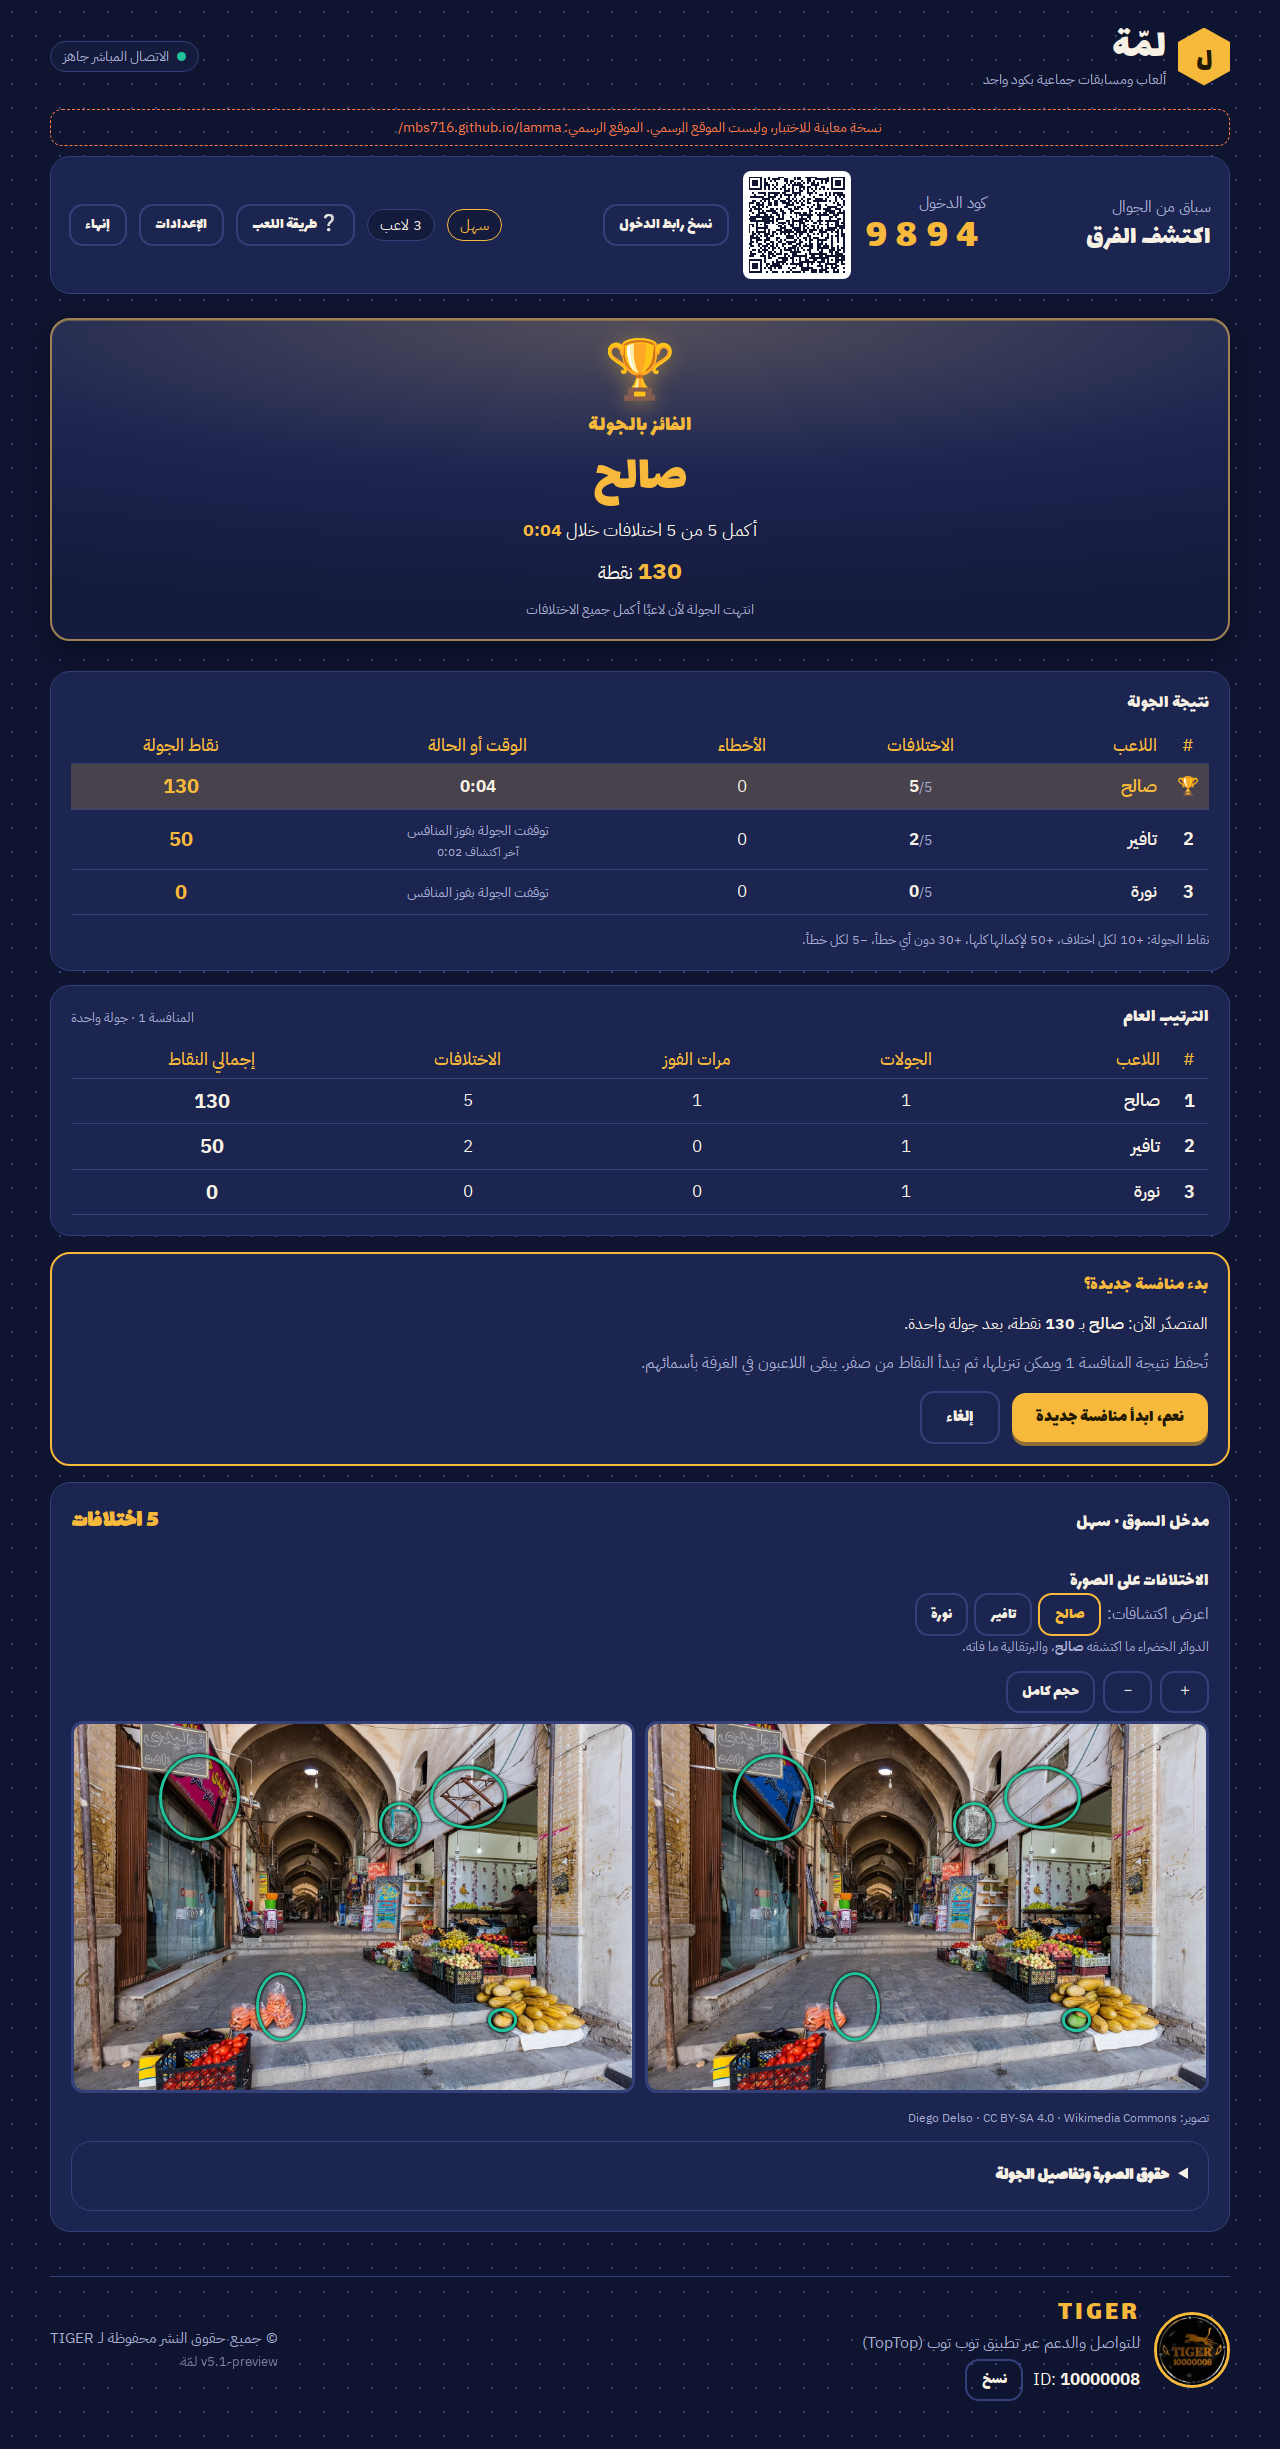 ل
لمّة
ألعاب ومسابقات جماعية بكود واحد
الاتصال المباشر جاهز
نسخة معاينة للاختبار، وليست الموقع الرسمي. الموقع الرسمي: mbs716.github.io/lamma/
سباق من الجوال
اكتشف الفرق
كود الدخول
9894
نسخ رابط الدخول
سهل
3 لاعب
❔ طريقة اللعب
الإعدادات
إنهاء
🏆
الفائز بالجولة
صالح
أكمل 5 من 5 اختلافات خلال 0:04
130 نقطة
انتهت الجولة لأن لاعبًا أكمل جميع الاختلافات
نتيجة الجولة
# اللاعب الاختلافات الأخطاء الوقت أو الحالة نقاط الجولة
🏆 صالح 5/5 0 0:04 130
2 تافير 2/5 0 توقفت الجولة بفوز المنافس 50
آخر اكتشاف 0:02
3 نورة 0/5 0 توقفت الجولة بفوز المنافس 0
نقاط الجولة: +10 لكل اختلاف، +50 لإكمالها كلها، +30 دون أي خطأ، −5 لكل خطأ.
الترتيب العام
المنافسة 1 · جولة واحدة
# اللاعب الجولات مرات الفوز الاختلافات إجمالي النقاط
1 صالح 1 1 5 130
2 تافير 1 0 2 50
3 نورة 1 0 0 0
بدء منافسة جديدة؟
المتصدّر الآن: صالح بـ 130 نقطة، بعد جولة واحدة.
تُحفظ نتيجة المنافسة 1 ويمكن تنزيلها، ثم تبدأ النقاط من صفر. يبقى اللاعبون في الغرفة بأسمائهم.
نعم، ابدأ منافسة جديدة
إلغاء
مدخل السوق · سهل
5 اختلافات
الاختلافات على الصورة
اعرض اكتشافات: صالح تافير نورة
الدوائر الخضراء ما اكتشفه صالح، والبرتقالية ما فاته.
+ − حجم كامل
تولیدی
تولیدی
تصوير: Diego Delso · CC BY-SA 4.0 · Wikimedia Commons
حقوق الصورة وتفاصيل الجولة
TIGER
10000008
TIGER
للتواصل والدعم عبر تطبيق توب توب (TopTop)
ID: 10000008
نسخ
© جميع حقوق النشر محفوظة لـ TIGER
لمّة v5.1-preview